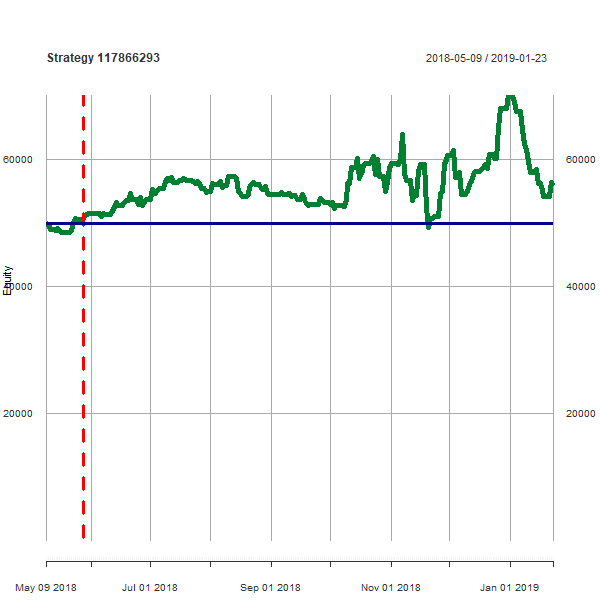 Strategy 117866293
2018-05-09 / 2019-01-23
60000
60000
Equity
40000
40000
20000
20000
May 09 2018
Jul 01 2018
Sep 01 2018
Nov 01 2018
Jan 01 2019